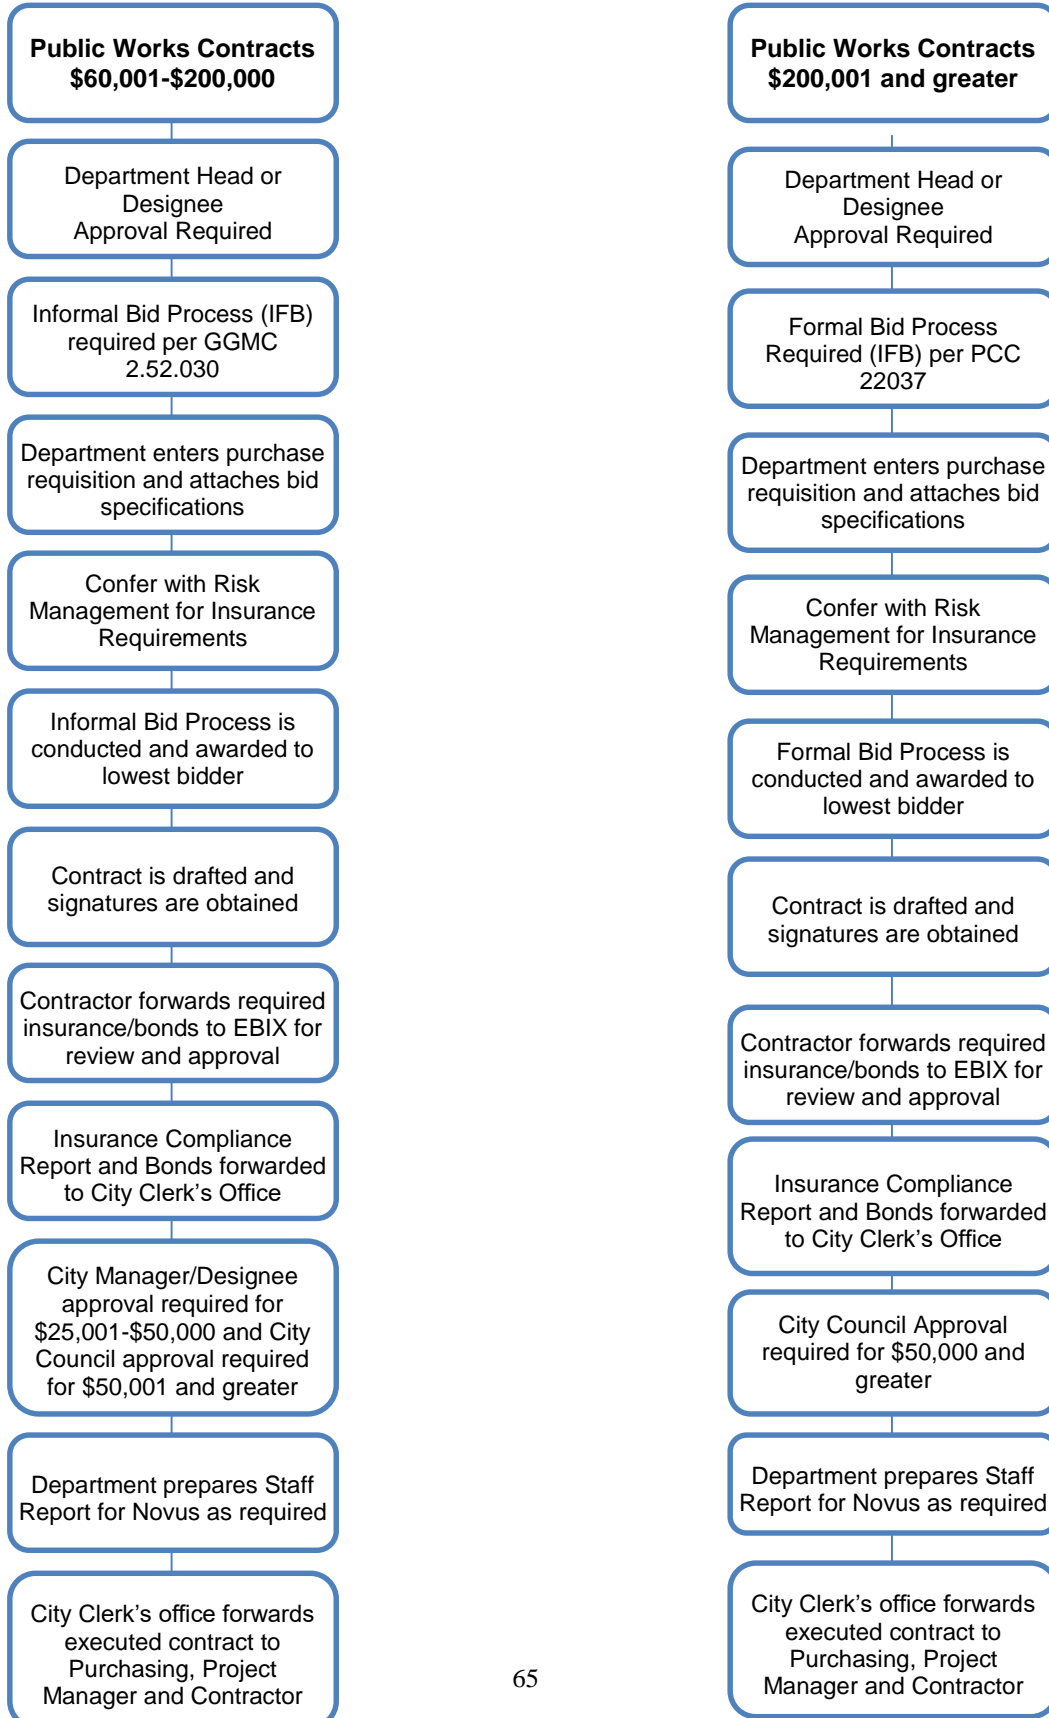 Public Works Contracts
$60,001-$200,000
Department Head or
Designee
Approval Required
Informal Bid Process (IFB)
required per GGMC
2.52.030
Department enters purchase
requisition and attaches bid
specifications
Confer with Risk
Management for Insurance
Requirements
Informal Bid Process is
conducted and awarded to
lowest bidder
Contract is drafted and
signatures are obtained
Contractor forwards required
insurance/bonds to EBIX for
review and approval
Insurance Compliance
Report and Bonds forwarded
to City Clerk’s Office
City Manager/Designee
approval required for
$25,001-$50,000 and City
Council approval required
for $50,001 and greater
Department prepares Staff
Report for Novus as required
City Clerk’s office forwards
executed contract to
Purchasing, Project
Manager and Contractor
Public Works Contracts
$200,001 and greater
Department Head or
Designee
Approval Required
Formal Bid Process
Required (IFB) per PCC
22037
Department enters purchase
requisition and attaches bid
specifications
Confer with Risk
Management for Insurance
Requirements
Formal Bid Process is
conducted and awarded to
lowest bidder
Contract is drafted and
signatures are obtained
Contractor forwards required
insurance/bonds to EBIX for
review and approval
Insurance Compliance
Report and Bonds forwarded
to City Clerk’s Office
City Council Approval
required for $50,000 and
greater
Department prepares Staff
Report for Novus as required
City Clerk’s office forwards
executed contract to
Purchasing, Project
Manager and Contractor
65